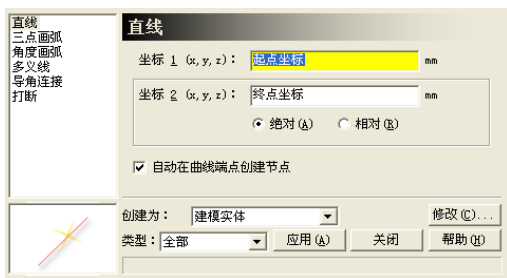 直线
三点画弧
角度画弧
多义线
导角连接
打断
直线
坐标 1 (x, y, z)： 起点坐标 mm
坐标 2 (x, y, z)： 终点坐标 mm
绝对(A) 相对(R)
自动在曲线端点创建节点
创建为： 建模实体 修改(C)...
类型： 全部 应用(A) 关闭 帮助(H)